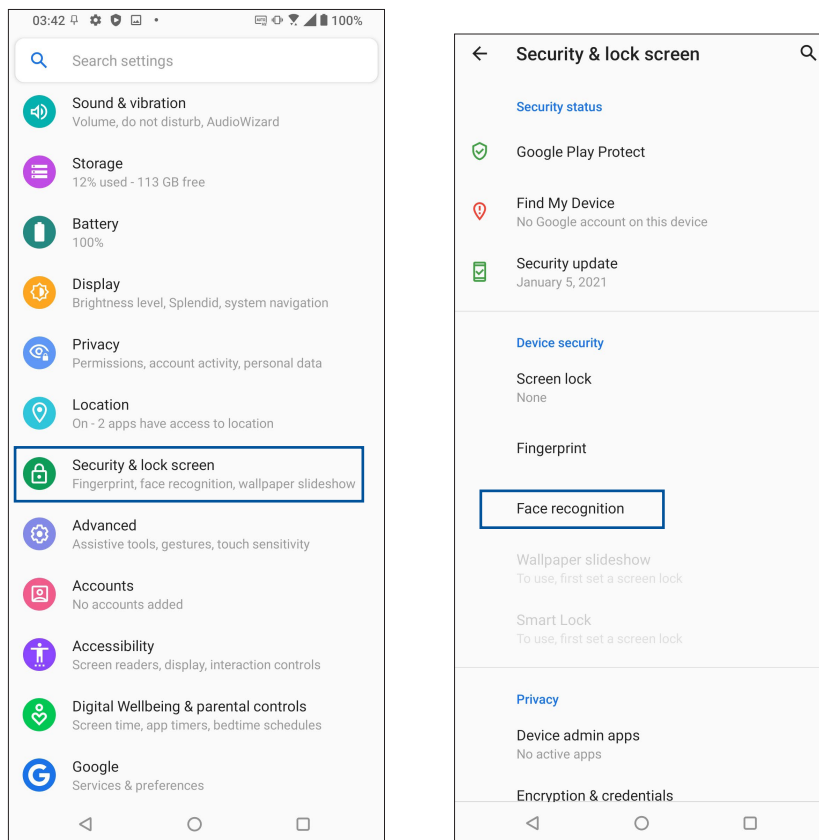 03:42
100%
Search settings
Sound & vibration
Volume, do not disturb, AudioWizard
Storage
12% used - 113 GB free
Battery
100%
Display
Brightness level, Splendid, system navigation
Privacy
Permissions, account activity, personal data
Location
On - 2 apps have access to location
Security & lock screen
Fingerprint, face recognition, wallpaper slideshow
Advanced
Assistive tools, gestures, touch sensitivity
Accounts
No accounts added
Accessibility
Screen readers, display, interaction controls
Digital Wellbeing & parental controls
Screen time, app timers, bedtime schedules
Google
Services & preferences
Security & lock screen
Security status
Google Play Protect
Find My Device
No Google account on this device
Security update
January 5, 2021
Device security
Screen lock
None
Fingerprint
Face recognition
Wallpaper slideshow
To use, first set a screen lock
Smart Lock
To use, first set a screen lock
Privacy
Device admin apps
No active apps
Encryption & credentials